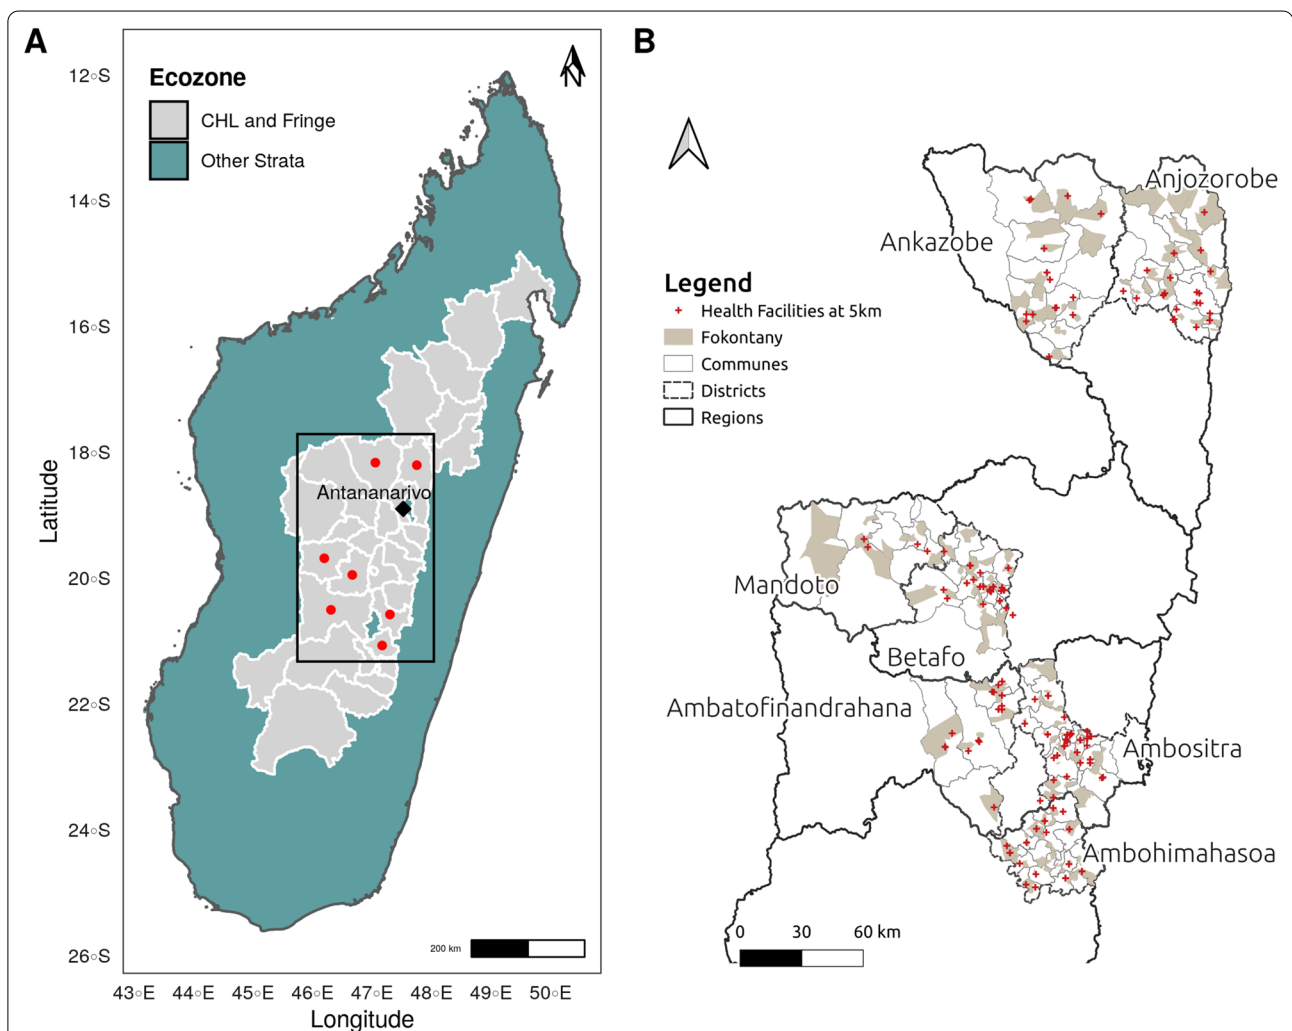 A
Ecozone
CHL and Fringe
Other Strata
N
12◦S
14◦S
16◦S
18◦S
20◦S
22◦S
24◦S
26◦S
Latitude
Antananarivo
200 km
43◦E 44◦E 45◦E 46◦E 47◦E 48◦E 49◦E 50◦E
Longitude
B
Anjozorobe
Ankazobe
Legend
Health Facilities at 5km
Fokontany
Communes
Districts
Regions
Mandoto
Betafo
Ambatofinandrahana
Ambositra
Ambohimahasoa
0 30 60 km